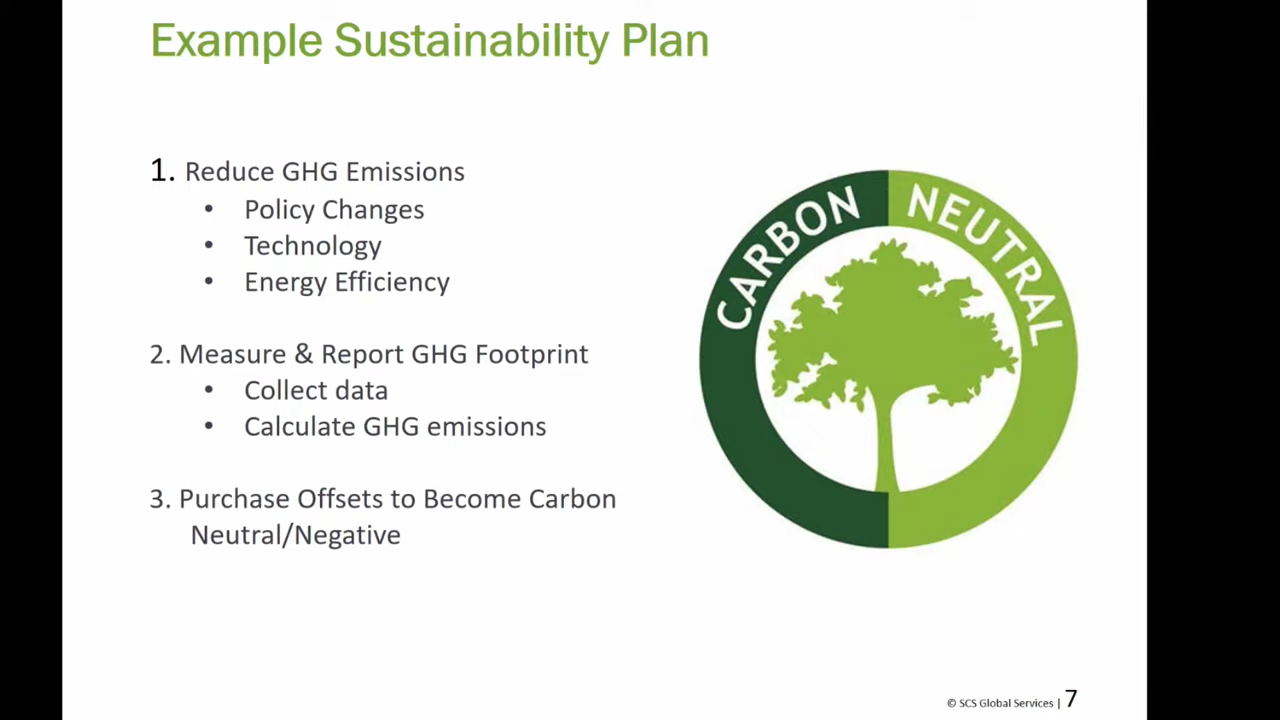 Example Sustainability Plan
1. Reduce GHG Emissions
• Policy Changes
• Technology
• Energy Efficiency
2. Measure & Report GHG Footprint
• Collect data
• Calculate GHG emissions
3. Purchase Offsets to Become Carbon
Neutral/Negative
CARBON NEUTRAL
© SCS Global Services | 7